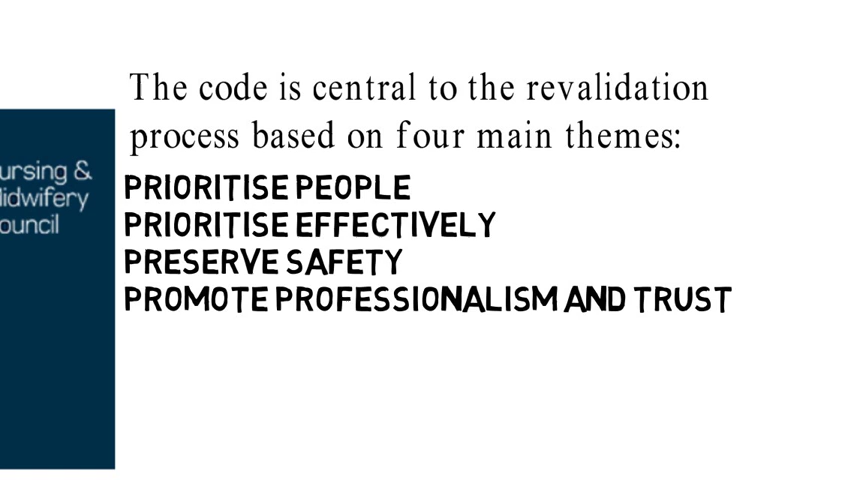 The code is central to the revalidation
process based on four main themes:
PRIORITISE PEOPLE
PRIORITISE EFFECTIVELY
PRESERVE SAFETY
PROMOTE PROFESSIONALISM AND TRUST
ursing &
idwifery
ouncil